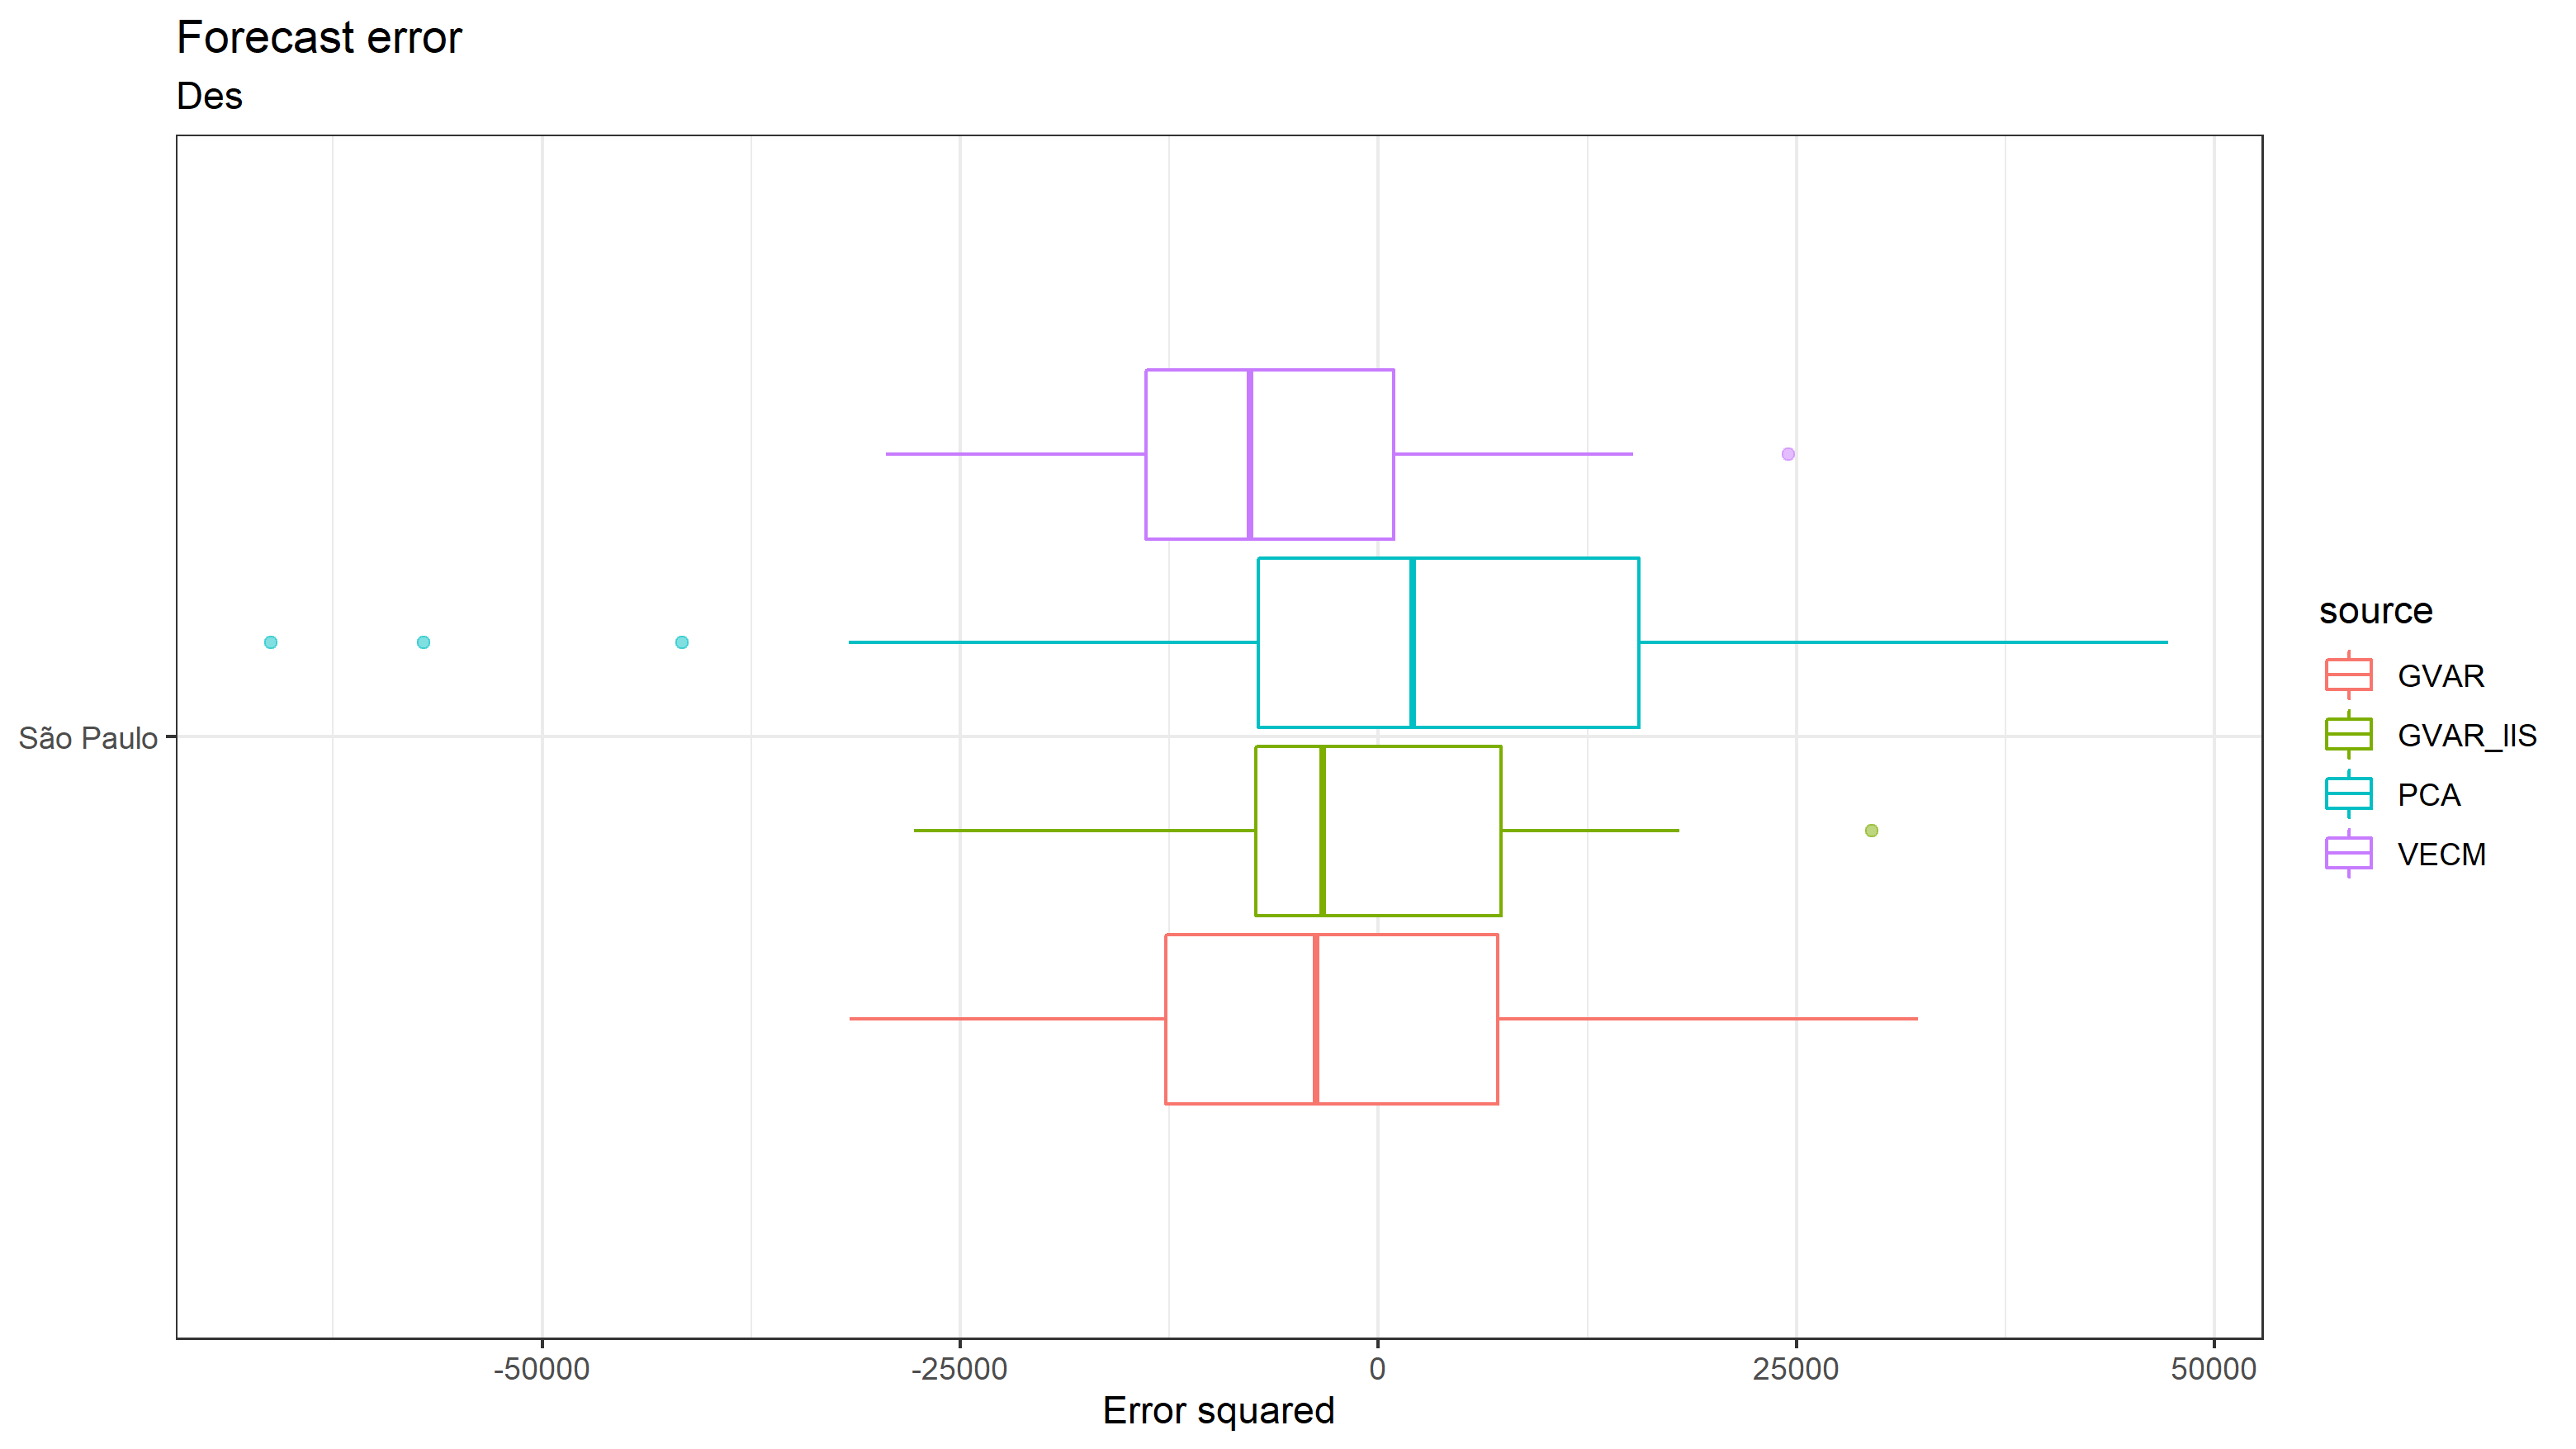 Forecast error
Des
São Paulo
-50000
-25000
0
25000
50000
Error squared
source
GVAR
GVAR_IIS
PCA
VECM